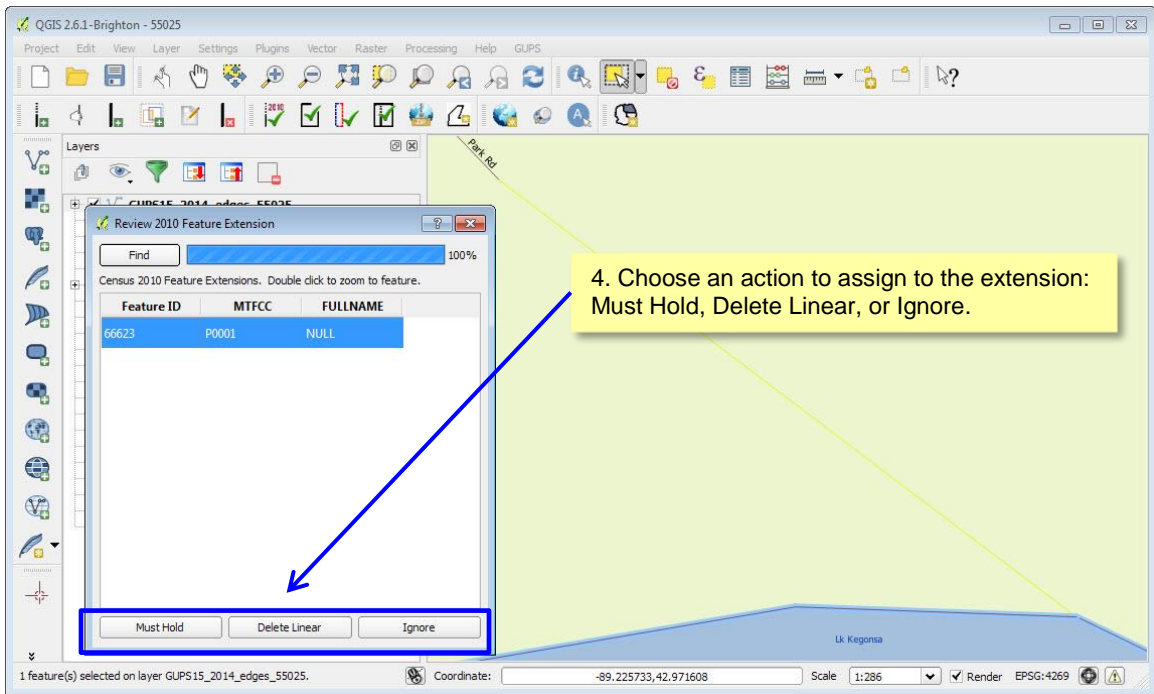 QGIS 2.6.1-Brighton - 55025
Project Edit View Layer Settings Plugins Vector Raster Processing Help GUPS
2010
Layers
GUPS15_2014_edges_55025
Review 2010 Feature Extension
Find 100%
Census 2010 Feature Extensions. Double click to zoom to feature.
Feature ID MTFCC FULLNAME
66623 P0001 NULL
Must Hold Delete Linear Ignore
Park Rd
4. Choose an action to assign to the extension:
Must Hold, Delete Linear, or Ignore.
Lk Kegonsa
1 feature(s) selected on layer GUPS15_2014_edges_55025. Coordinate: -89.225733,42.971608 Scale 1:286 Render EPSG:4269